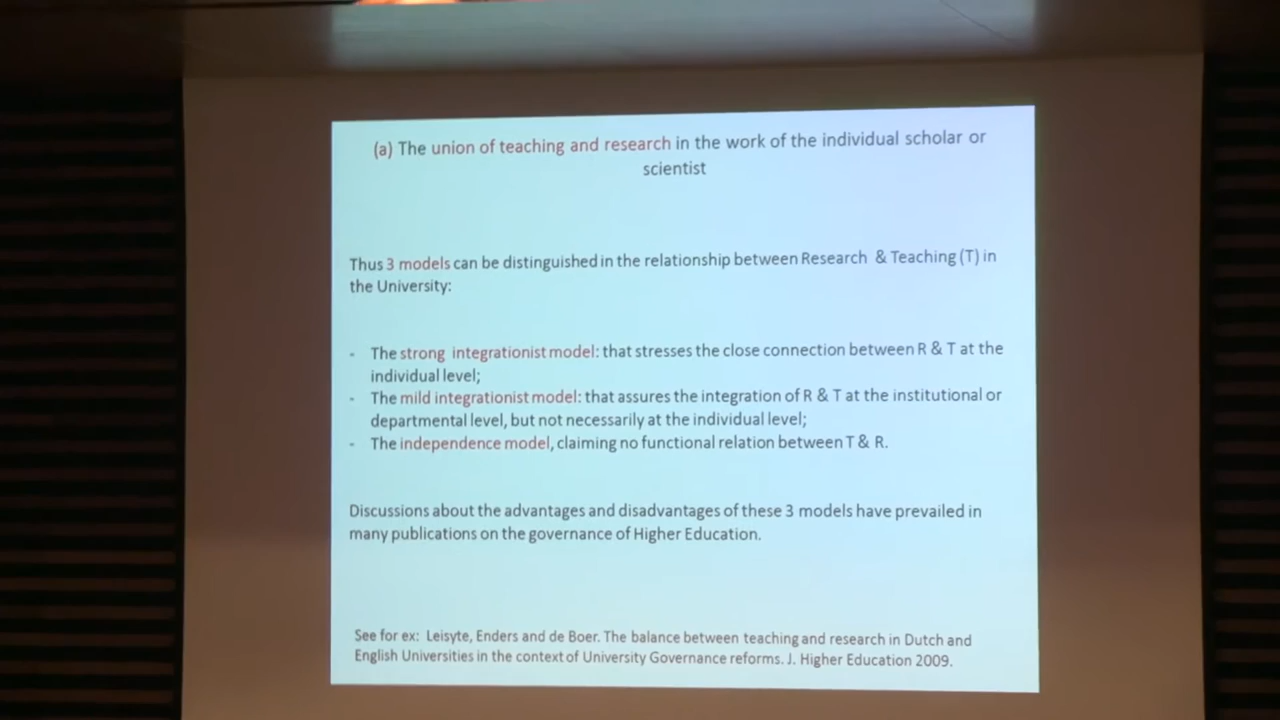 (a) The union of teaching and research in the work of the individual scholar or
scientist
Thus 3 models can be distinguished in the relationship between Research & Teaching (T) in
the University:
- The strong integrationist model: that stresses the close connection between R & T at the
individual level;
- The mild integrationist model: that assures the integration of R & T at the institutional or
departmental level, but not necessarily at the individual level;
- The independence model, claiming no functional relation between T & R.
Discussions about the advantages and disadvantages of these 3 models have prevailed in
many publications on the governance of Higher Education.
See for ex: Leisyte, Enders and de Boer. The balance between teaching and research in Dutch and
English Universities in the context of University Governance reforms. J. Higher Education 2009.